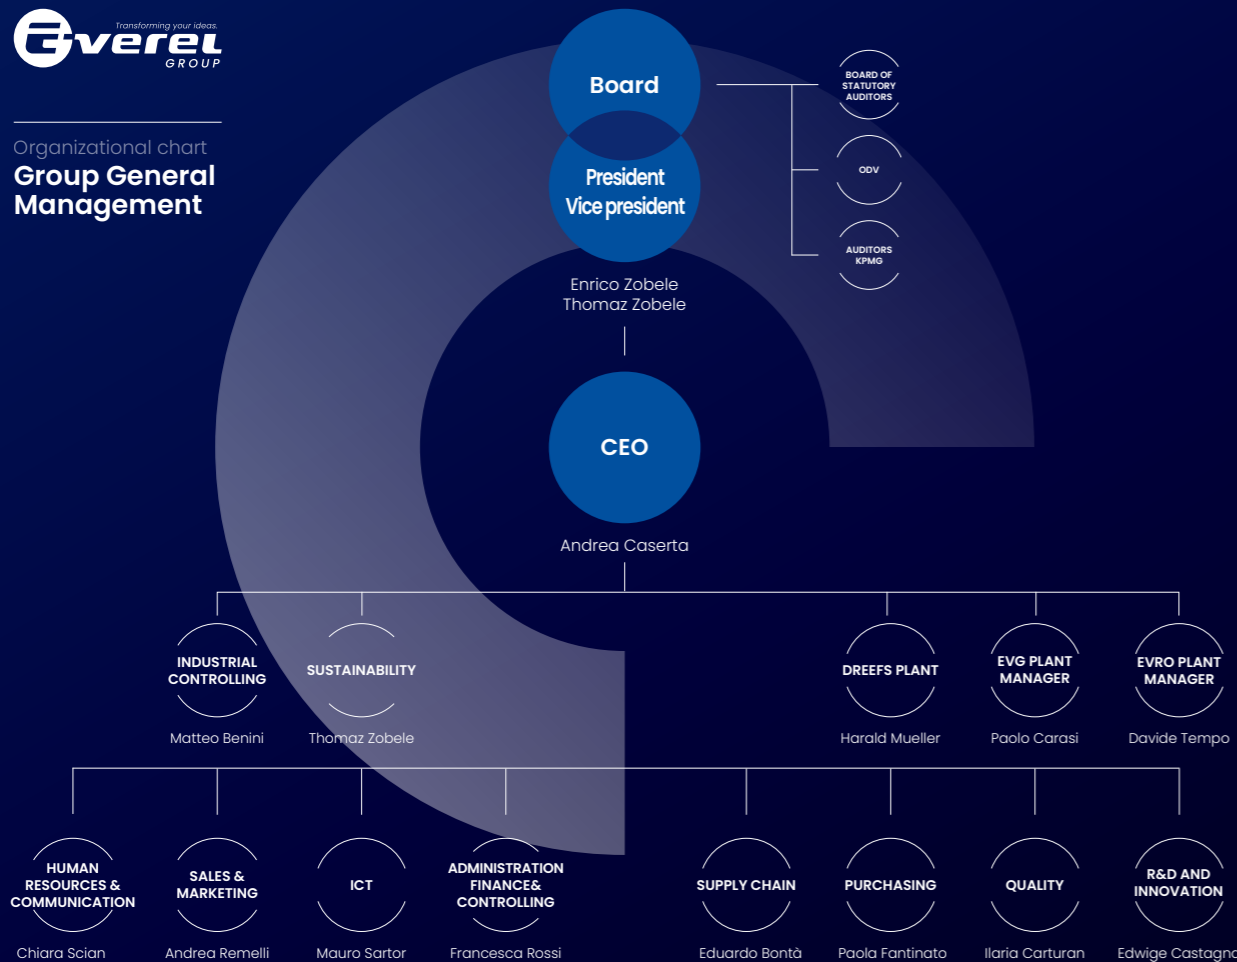 Transforming your ideas.
everel
GROUP
Organizational chart
Group General
Management
Board
President
Vice president
Enrico Zobele
Thomaz Zobele
BOARD OF
STATUTORY
AUDITORS
ODV
AUDITORS
KPMG
CEO
Andrea Caserta
INDUSTRIAL
CONTROLLING
Matteo Benini
SUSTAINABILITY
Thomaz Zobele
DREEFS PLANT
Harald Mueller
EVG PLANT
MANAGER
Paolo Carasi
EVRO PLANT
MANAGER
Davide Tempo
HUMAN
RESOURCES &
COMMUNICATION
Chiara Scian
SALES &
MARKETING
Andrea Remelli
ICT
Mauro Sartor
ADMINISTRATION
FINANCE&
CONTROLLING
Francesca Rossi
SUPPLY CHAIN
Eduardo Bontà
PURCHASING
Paola Fantinato
QUALITY
Ilaria Carturan
R&D AND
INNOVATION
Edwige Castagno